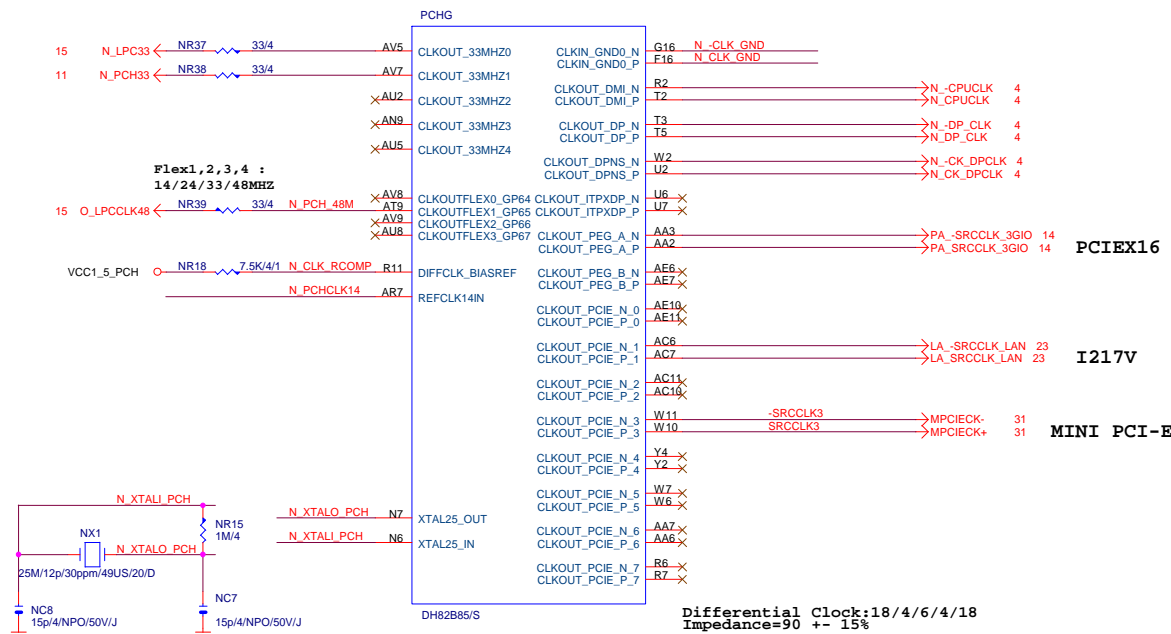 PCHG
15 N_LPC33 NR37 33/4 AV5 CLKOUT_33MHZ0
11 N_PCH33 NR38 33/4 AV7 CLKOUT_33MHZ1
AU2 CLKOUT_33MHZ2
AN9 CLKOUT_33MHZ3
AU5 CLKOUT_33MHZ4
Flex1,2,3,4 :
14/24/33/48MHZ
AV8 CLKOUTFLEX0_GP64
15 O_LPCCLK48 NR39 33/4 N_PCH_48M AT9 CLKOUTFLEX1_GP65
AV9 CLKOUTFLEX2_GP66
AU8 CLKOUTFLEX3_GP67
VCC1_5_PCH NR18 7.5K/4/1 N_CLK_RCOMP R11 DIFFCLK_BIASREF
N_PCHCLK14 AR7 REFCLK14IN
N_XTALO_PCH N7 XTAL25_OUT
N_XTALI_PCH N6 XTAL25_IN
CLKIN_GND0_N G16 N_-CLK_GND
CLKIN_GND0_P F16 N_CLK_GND
CLKOUT_DMI_N R2 N_-CPUCLK 4
CLKOUT_DMI_P T2 N_CPUCLK 4
CLKOUT_DP_N T3 N_-DP_CLK 4
CLKOUT_DP_P T5 N_DP_CLK 4
CLKOUT_DPNS_N W2 N_-CK_DPCLK 4
CLKOUT_DPNS_P U2 N_CK_DPCLK 4
CLKOUT_ITPXDP_N U6
CLKOUT_ITPXDP_P U7
CLKOUT_PEG_A_N AA3 PA_-SRCCLK_3GIO 14
CLKOUT_PEG_A_P AA2 PA_SRCCLK_3GIO 14
PCIEX16
CLKOUT_PEG_B_N AE6
CLKOUT_PEG_B_P AE7
CLKOUT_PCIE_N_0 AE10
CLKOUT_PCIE_P_0 AE11
CLKOUT_PCIE_N_1 AC6 LA_-SRCCLK_LAN 23
CLKOUT_PCIE_P_1 AC7 LA_SRCCLK_LAN 23
I217V
CLKOUT_PCIE_N_2 AC11
CLKOUT_PCIE_P_2 AC10
CLKOUT_PCIE_N_3 W11 -SRCCLK3 MPCIECK- 31
CLKOUT_PCIE_P_3 W10 SRCCLK3 MPCIECK+ 31
MINI PCI-E
CLKOUT_PCIE_N_4 Y4
CLKOUT_PCIE_P_4 Y2
CLKOUT_PCIE_N_5 W7
CLKOUT_PCIE_P_5 W6
CLKOUT_PCIE_N_6 AA7
CLKOUT_PCIE_P_6 AA6
CLKOUT_PCIE_N_7 R6
CLKOUT_PCIE_P_7 R7
N_XTALI_PCH
NR15
1M/4
NX1
N_XTALO_PCH
25M/12p/30ppm/49US/20/D
NC8
15p/4/NPO/50V/J
NC7
15p/4/NPO/50V/J
DH82B85/S
Differential Clock:18/4/6/4/18
Impedance=90 +- 15%